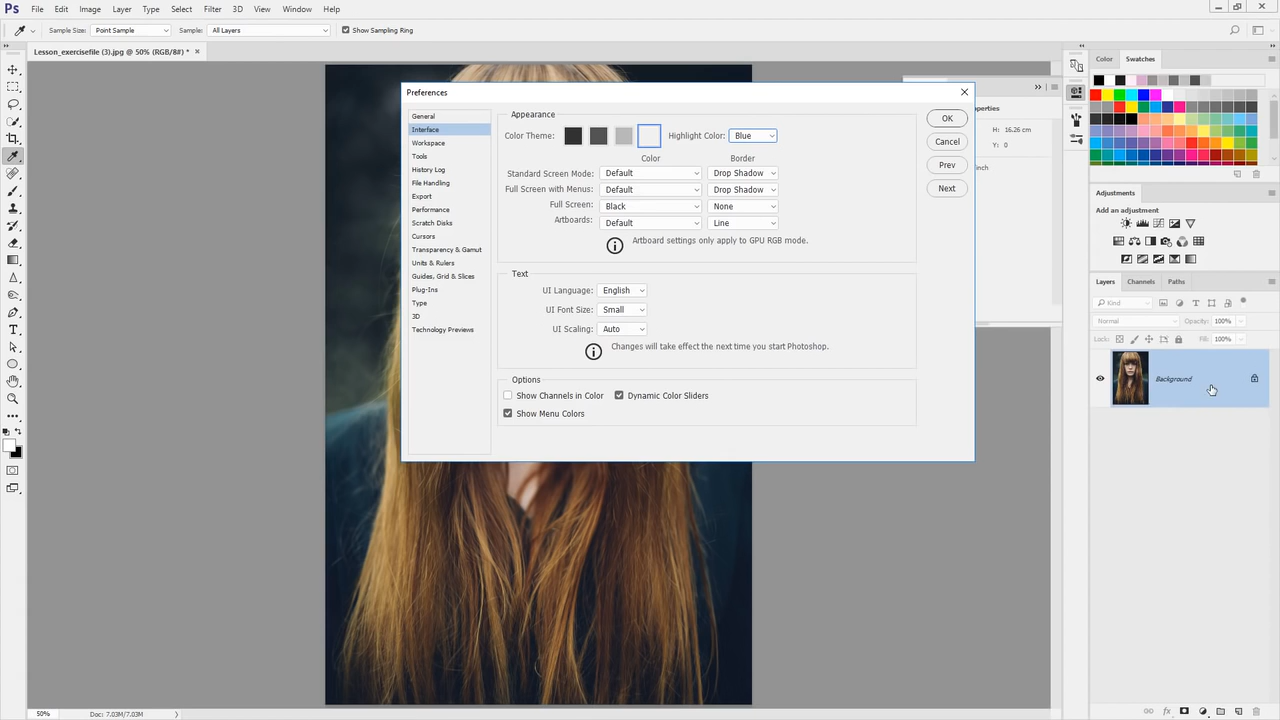 Ps File Edit Image Layer Type Select Filter 3D View Window Help
Sample Size: Point Sample Sample: All Layers Show Sampling Ring
Lesson_exercisefile (3).jpg @ 50% (RGB/8#) * ×
Preferences
General
Interface
Workspace
Tools
History Log
File Handling
Export
Performance
Scratch Disks
Cursors
Transparency & Gamut
Units & Rulers
Guides, Grid & Slices
Plug-Ins
Type
3D
Technology Previews
Appearance
Color Theme: Highlight Color: Blue
Color Border
Standard Screen Mode: Default Drop Shadow
Full Screen with Menus: Default Drop Shadow
Full Screen: Black None
Artboards: Default Line
Artboard settings only apply to GPU RGB mode.
Text
UI Language: English
UI Font Size: Small
UI Scaling: Auto
Changes will take effect the next time you start Photoshop.
Options
Show Channels in Color Dynamic Color Sliders
Show Menu Colors
OK
Cancel
Prev
Next
operties
H: 16.26 cm
Y: 0
inch
Color Swatches
Adjustments
Add an adjustment
Layers Channels Paths
Kind
Normal Opacity: 100%
Lock: Fill: 100%
Background
50% Doc: 7.03M/7.03M